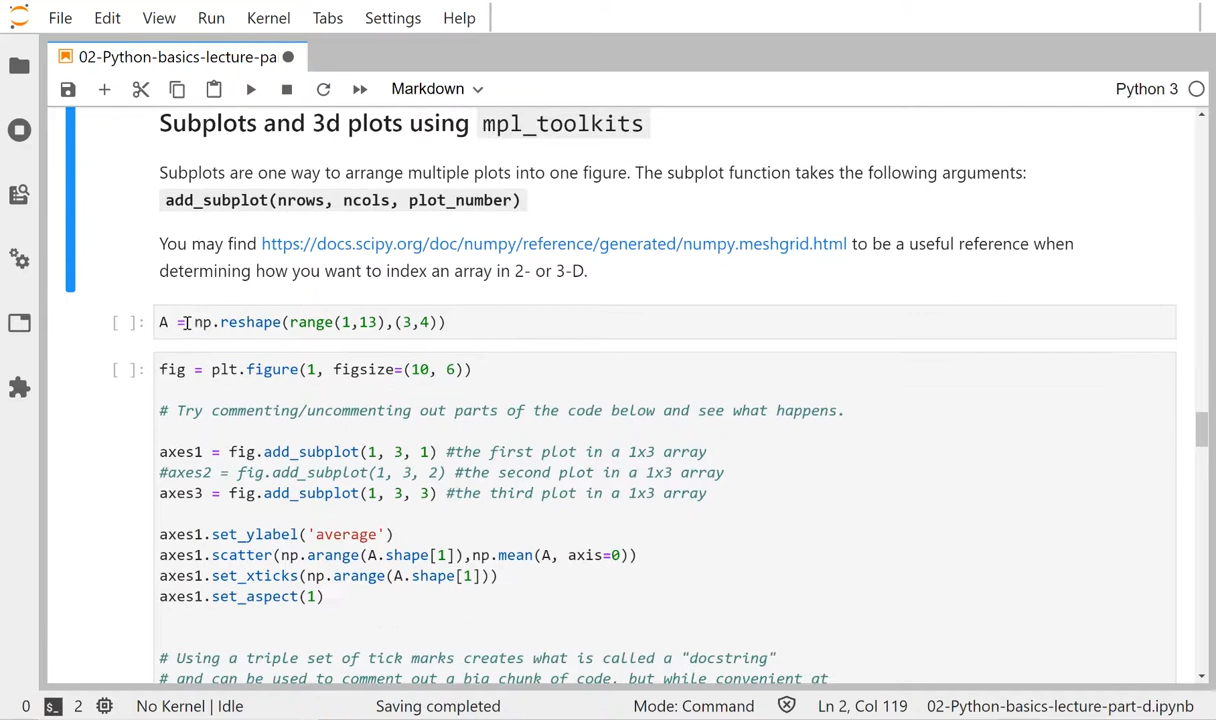 File Edit View Run Kernel Tabs Settings Help
02-Python-basics-lecture-pa
Markdown
Python 3
Subplots and 3d plots using mpl_toolkits
Subplots are one way to arrange multiple plots into one figure. The subplot function takes the following arguments:
add_subplot(nrows, ncols, plot_number)
You may find https://docs.scipy.org/doc/numpy/reference/generated/numpy.meshgrid.html to be a useful reference when
determining how you want to index an array in 2- or 3-D.
[ ]: A = np.reshape(range(1,13),(3,4))
[ ]: fig = plt.figure(1, figsize=(10, 6))
# Try commenting/uncommenting out parts of the code below and see what happens.
axes1 = fig.add_subplot(1, 3, 1) #the first plot in a 1x3 array
#axes2 = fig.add_subplot(1, 3, 2) #the second plot in a 1x3 array
axes3 = fig.add_subplot(1, 3, 3) #the third plot in a 1x3 array
axes1.set_ylabel('average')
axes1.scatter(np.arange(A.shape[1]),np.mean(A, axis=0))
axes1.set_xticks(np.arange(A.shape[1]))
axes1.set_aspect(1)
# Using a triple set of tick marks creates what is called a "docstring"
# and can be used to comment out a big chunk of code, but while convenient at
0 $_ 2 No Kernel | Idle Saving completed Mode: Command Ln 2, Col 119 02-Python-basics-lecture-part-d.ipynb